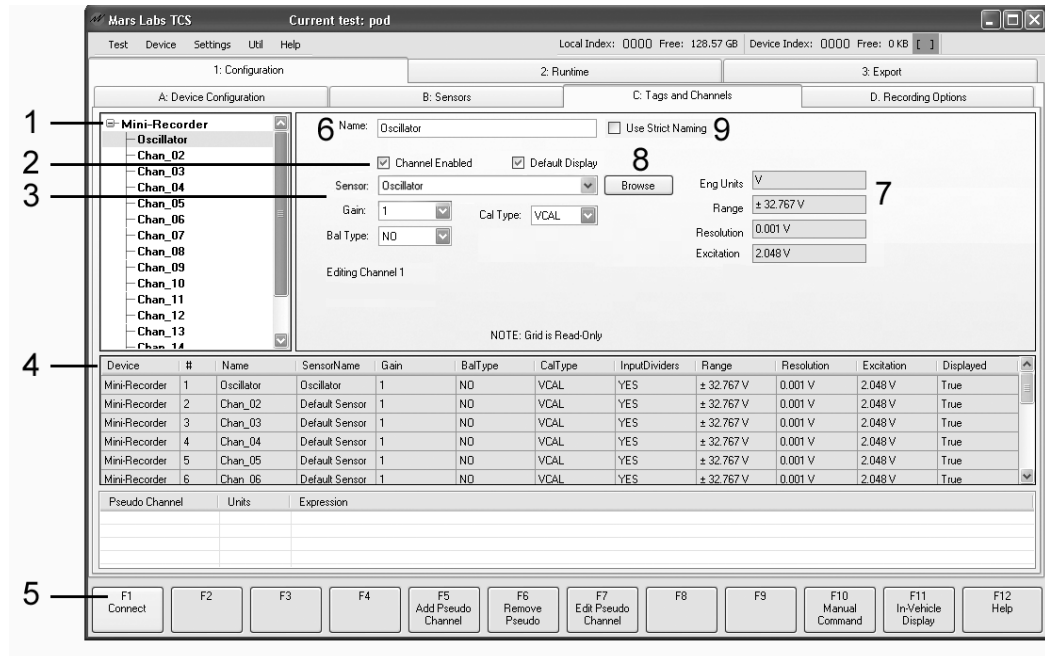 Mars Labs TCS Current test: pod
Test Device Settings Util Help Local Index: 0000 Free: 128.57 GB Device Index: 0000 Free: 0 KB [ ]
1: Configuration 2: Runtime 3: Export
A: Device Configuration B: Sensors C: Tags and Channels D. Recording Options
1 Mini-Recorder
Oscillator
Chan_02
Chan_03
Chan_04
Chan_05
Chan_06
Chan_07
Chan_08
Chan_09
Chan_10
Chan_11
Chan_12
Chan_13
Chan_14
6 Name: Oscillator Use Strict Naming 9
2 Channel Enabled Default Display 8
3 Sensor: Oscillator Browse
Gain: 1 Cal Type: VCAL
Bal Type: NO
Eng Units V 7
Range ± 32.767 V
Resolution 0.001 V
Excitation 2.048 V
Editing Channel 1
NOTE: Grid is Read-Only
4 Device # Name SensorName Gain BalType CalType InputDividers Range Resolution Excitation Displayed
Mini-Recorder 1 Oscillator Oscillator 1 NO VCAL YES ± 32.767 V 0.001 V 2.048 V True
Mini-Recorder 2 Chan_02 Default Sensor 1 NO VCAL YES ± 32.767 V 0.001 V 2.048 V True
Mini-Recorder 3 Chan_03 Default Sensor 1 NO VCAL YES ± 32.767 V 0.001 V 2.048 V True
Mini-Recorder 4 Chan_04 Default Sensor 1 NO VCAL YES ± 32.767 V 0.001 V 2.048 V True
Mini-Recorder 5 Chan_05 Default Sensor 1 NO VCAL YES ± 32.767 V 0.001 V 2.048 V True
Mini-Recorder 6 Chan_06 Default Sensor 1 NO VCAL YES ± 32.767 V 0.001 V 2.048 V True
Pseudo Channel Units Expression
5 F1 F2 F3 F4 F5 F6 F7 F8 F9 F10 F11 F12
Connect Add Pseudo Remove Edit Pseudo Manual In-Vehicle Help
Channel Pseudo Channel Command Display